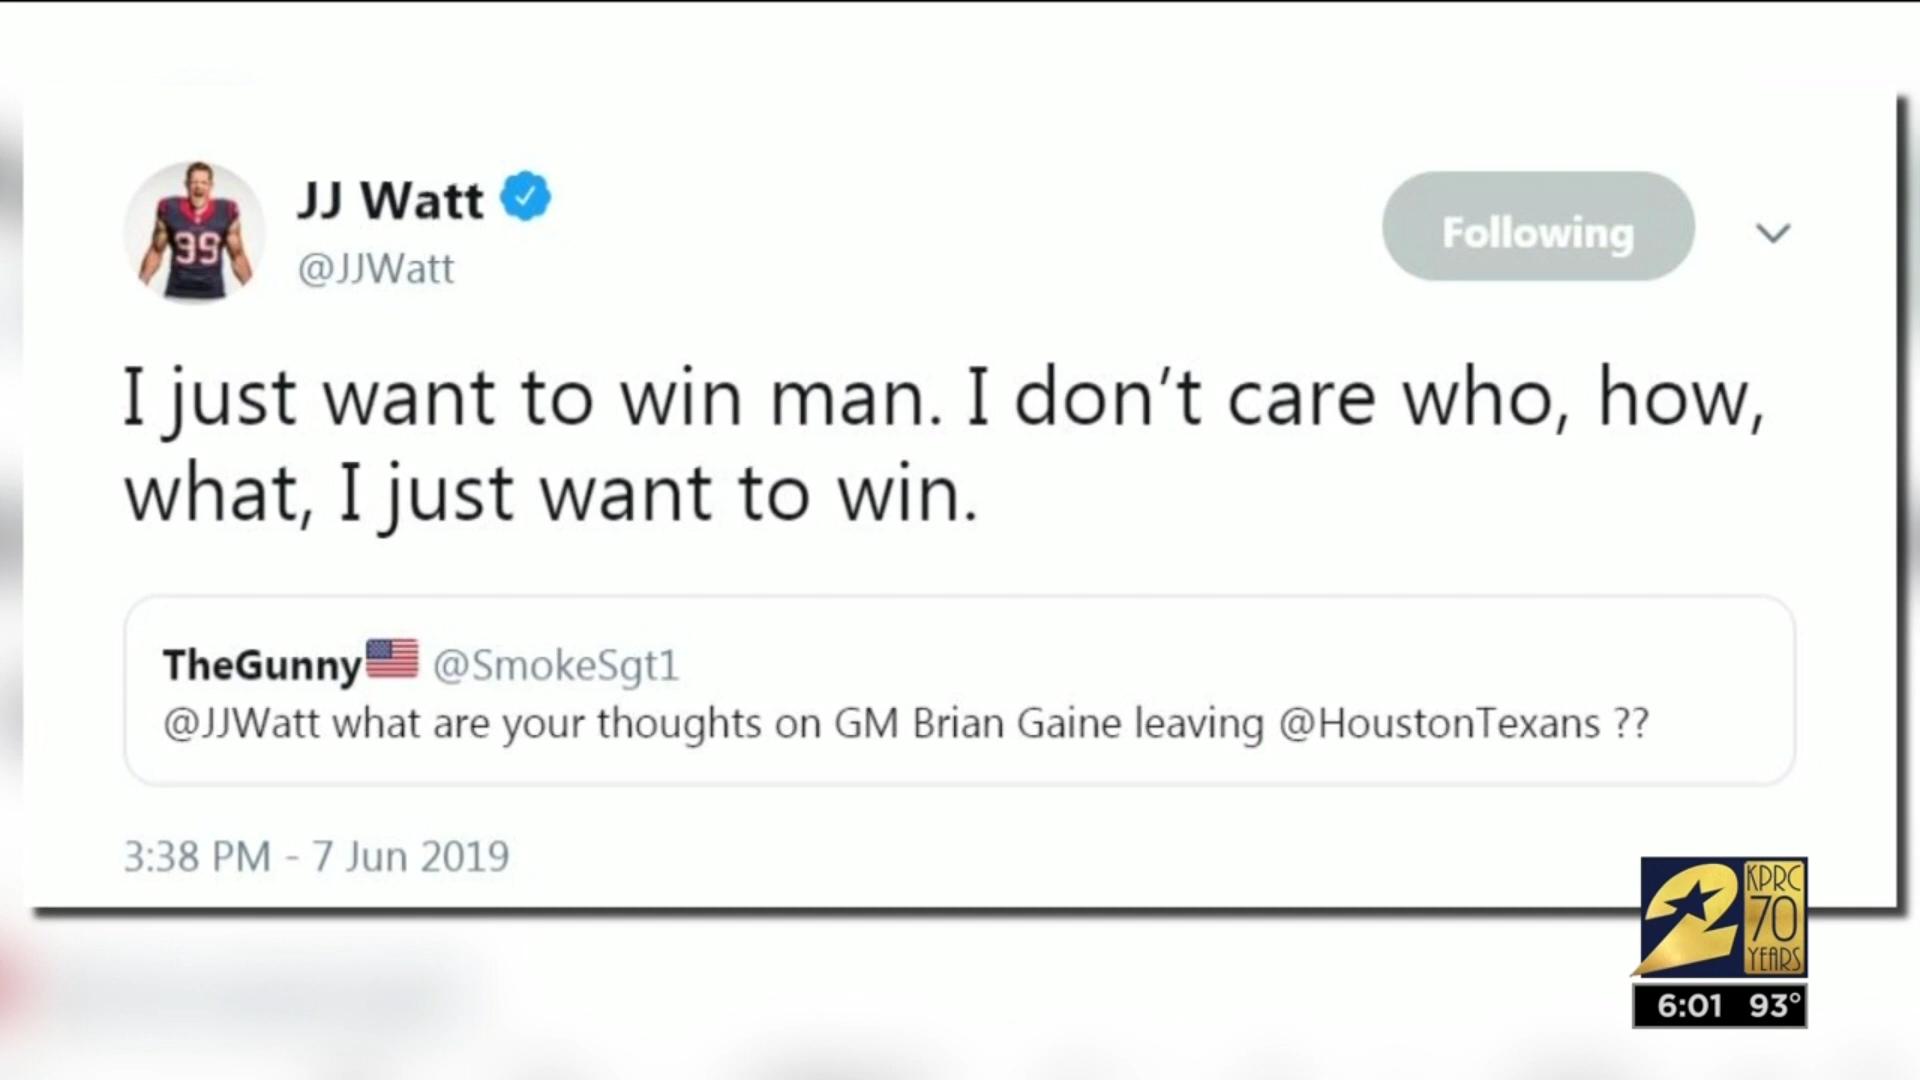 JJ Watt
@JJWatt
Following
99
I just want to win man. I don’t care who, how,
what, I just want to win.
TheGunny @SmokeSgt1
@JJWatt what are your thoughts on GM Brian Gaine leaving @HoustonTexans ??
3:38 PM - 7 Jun 2019
2
KPRC
70
YEARS
6:01 93°